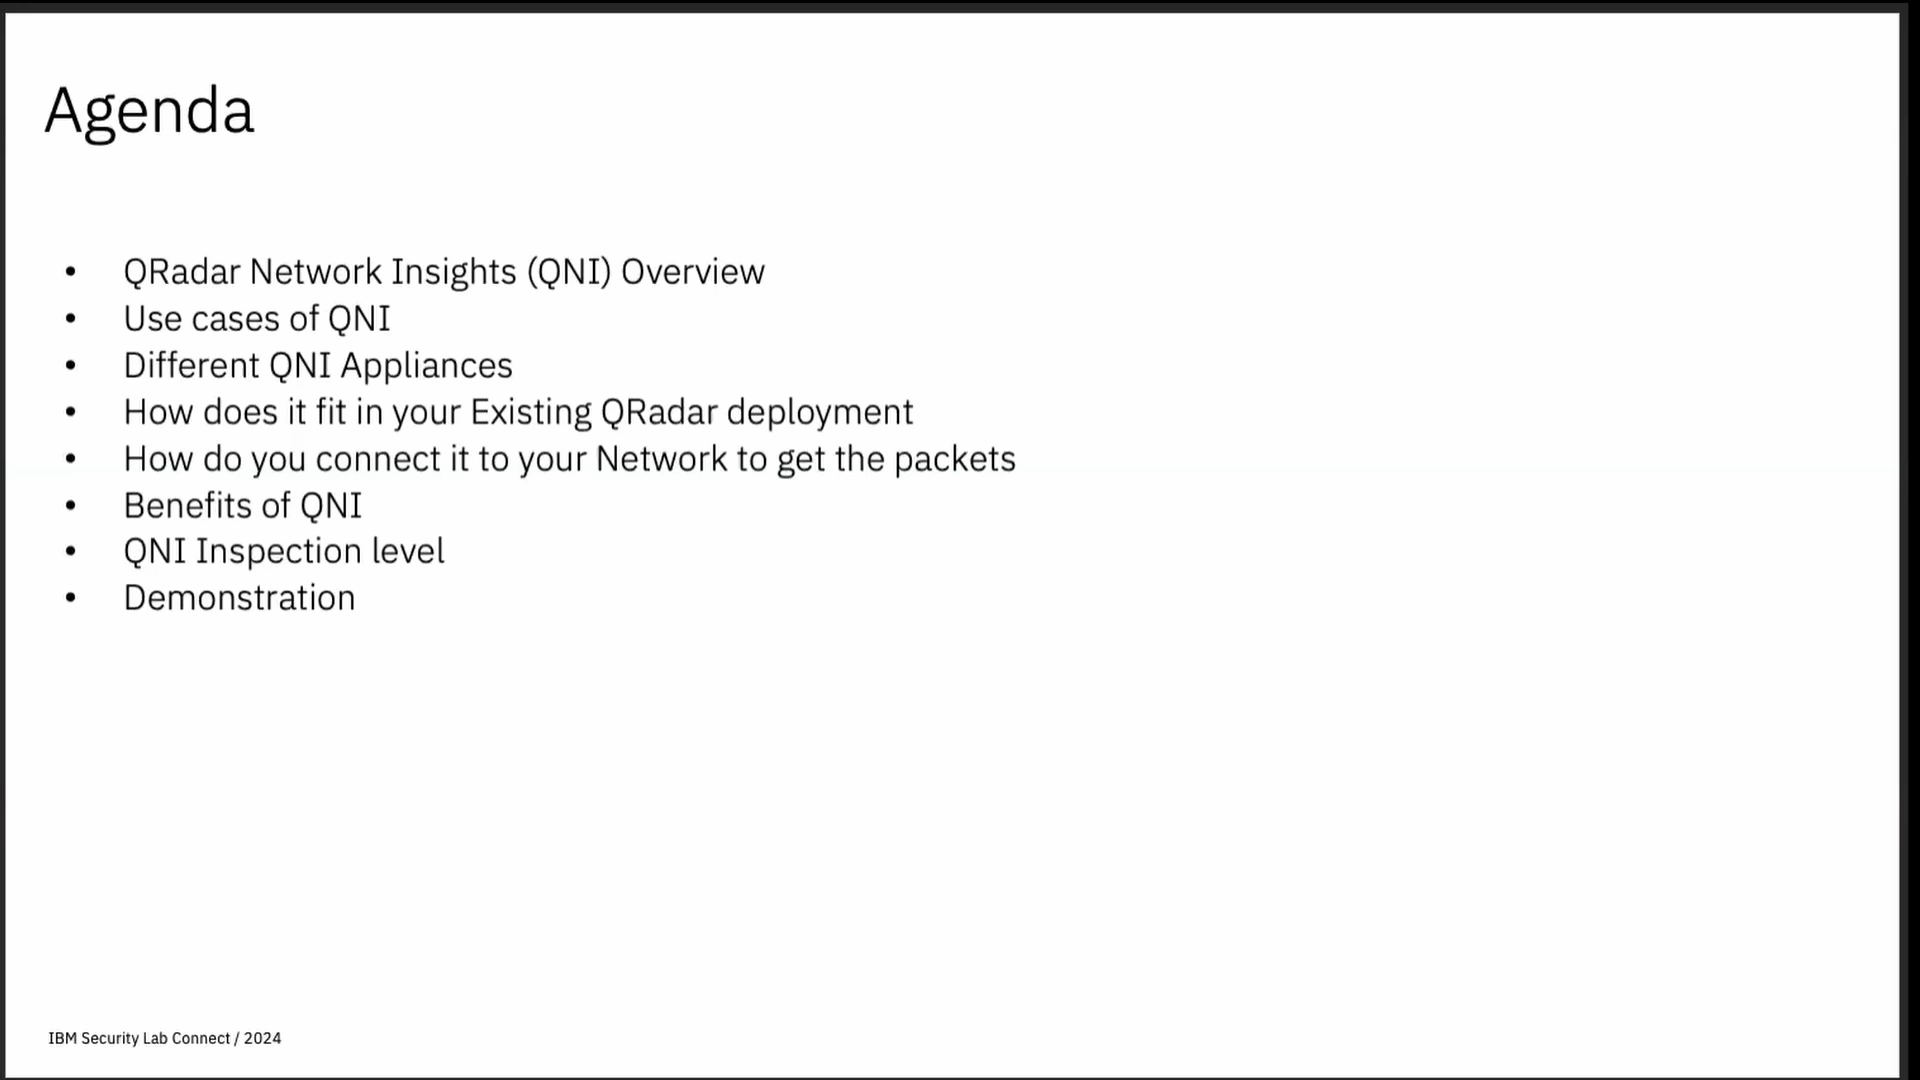 Agenda
• QRadar Network Insights (QNI) Overview
• Use cases of QNI
• Different QNI Appliances
• How does it fit in your Existing QRadar deployment
• How do you connect it to your Network to get the packets
• Benefits of QNI
• QNI Inspection level
• Demonstration
IBM Security Lab Connect / 2024